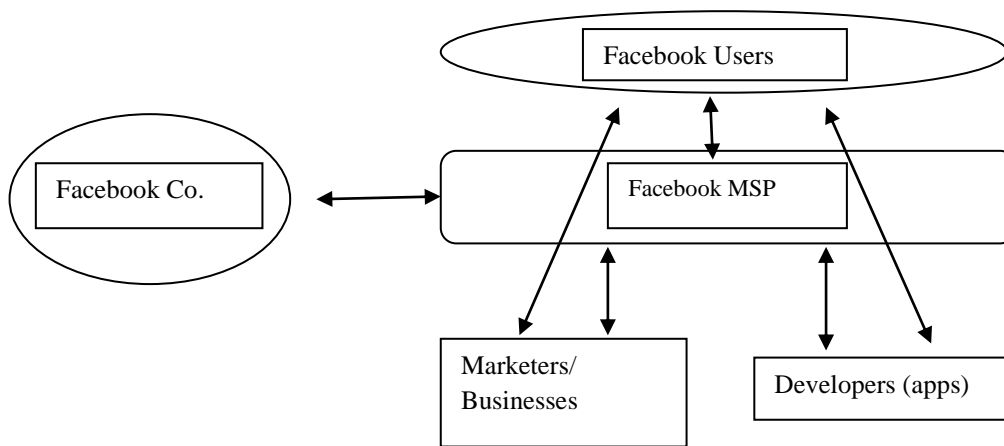 Facebook Users
Facebook Co.
Facebook MSP
Marketers/
Businesses
Developers (apps)